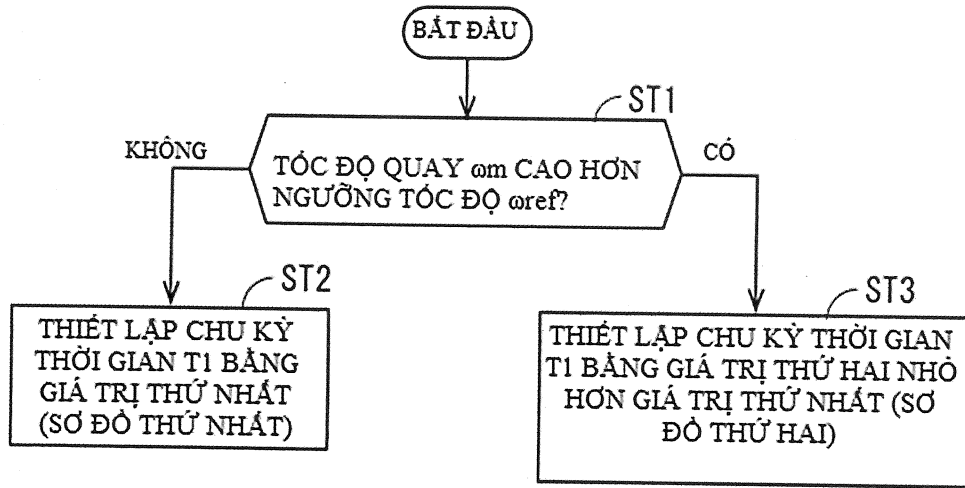 BẮT ĐẦU
ST1
KHÔNG
CÓ
TỐC ĐỘ QUAY ωm CAO HƠN
NGƯỠNG TỐC ĐỘ ωref?
ST2
THIẾT LẬP CHU KỲ
THỜI GIAN T1 BẰNG
GIÁ TRỊ THỨ NHẤT
(SƠ ĐỒ THỨ NHẤT)
ST3
THIẾT LẬP CHU KỲ THỜI GIAN
T1 BẰNG GIÁ TRỊ THỨ HAI NHỎ
HƠN GIÁ TRỊ THỨ NHẤT (SƠ
ĐỒ THỨ HAI)